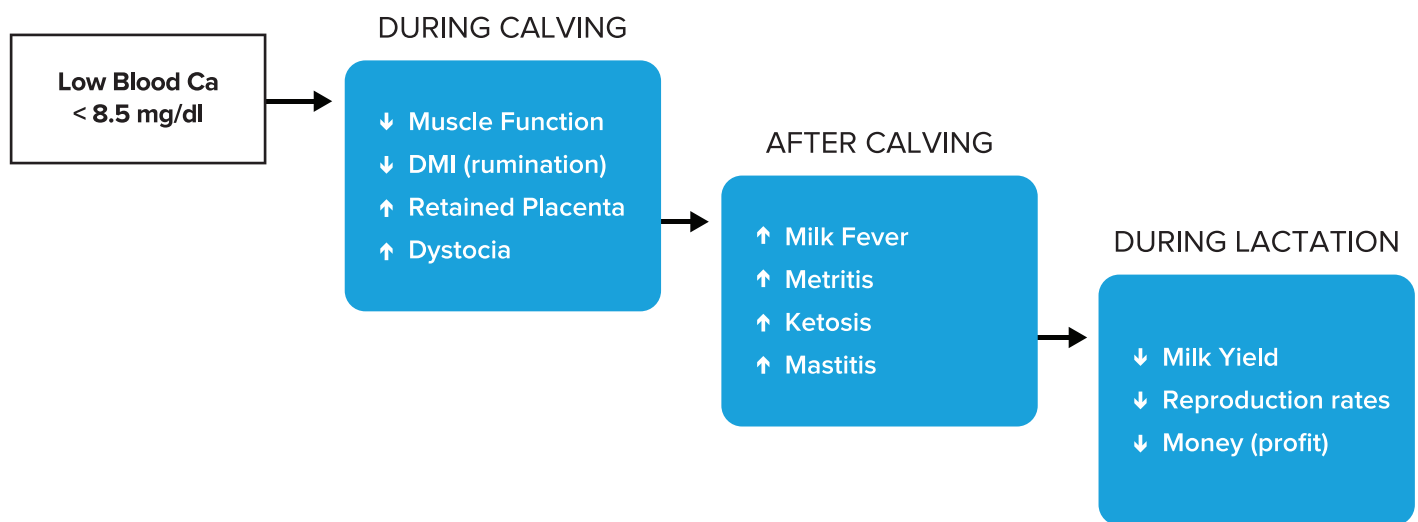 Low Blood Ca
< 8.5 mg/dl
DURING CALVING
↓ Muscle Function
↓ DMI (rumination)
↑ Retained Placenta
↑ Dystocia
AFTER CALVING
↑ Milk Fever
↑ Metritis
↑ Ketosis
↑ Mastitis
DURING LACTATION
↓ Milk Yield
↓ Reproduction rates
↓ Money (profit)